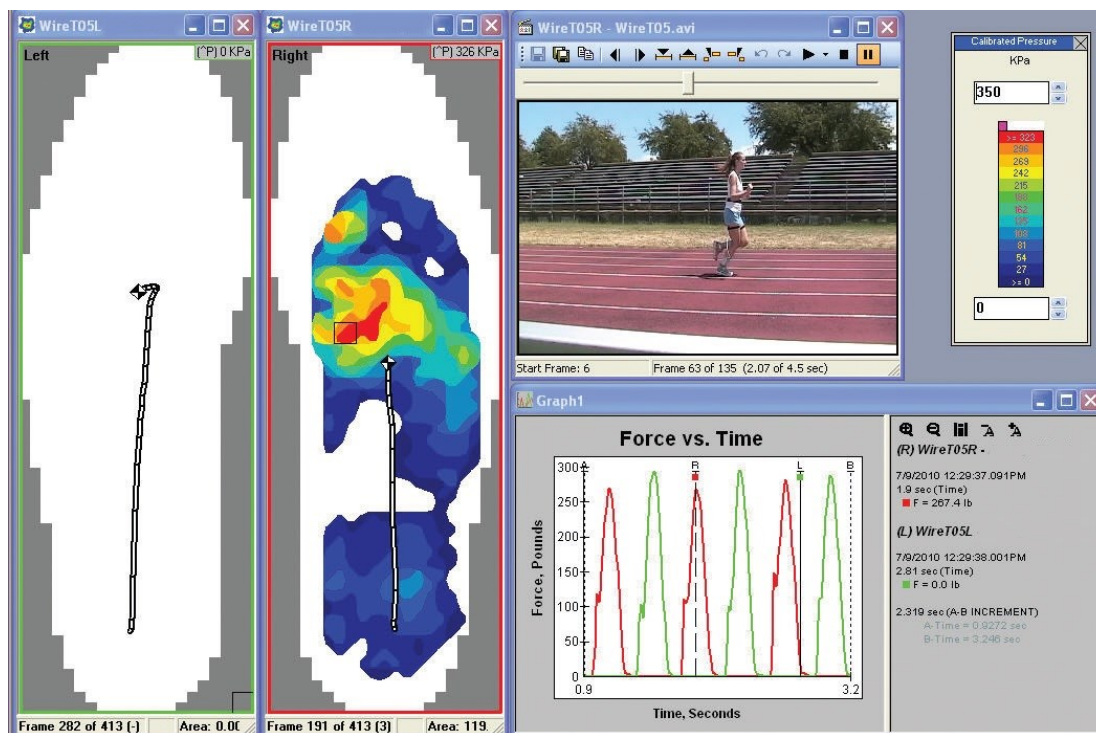 WireT05L
Left
(^P) 0 KPa
Frame 282 of 413 (-)
Area: 0.0(
WireT05R
Right
(^P) 326 KPa
Frame 191 of 413 (3)
Area: 119.
WireT05R - WireT05.avi
Start Frame: 6
Frame 63 of 135 (2.07 of 4.5 sec)
Calibrated Pressure
KPa
350
>= 323
296
269
242
215
188
162
135
108
81
54
27
>= 0
0
Graph1
Force vs. Time
Force, Pounds
300
250
200
150
100
50
0
A
R
L
B
0.9
3.2
Time, Seconds
(R) WireT05R -
7/9/2010 12:29:37.091PM
1.9 sec (Time)
F = 267.4 lb
(L) WireT05L
7/9/2010 12:29:38.001PM
2.81 sec (Time)
F = 0.0 lb
2.319 sec (A-B INCREMENT)
A-Time = 0.9272 sec
B-Time = 3.246 sec